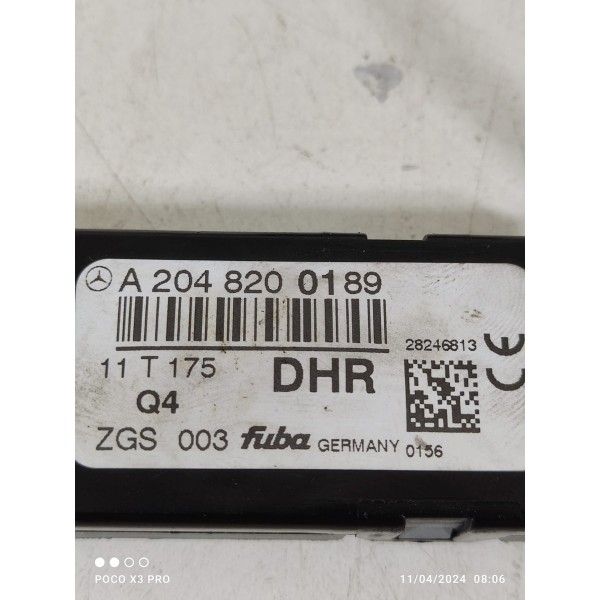 A 204 820 0189
28246813
11 T 175
DHR
CE
Q4
ZGS 003 fuba GERMANY 0156
POCO X3 PRO
11/04/2024 08:06